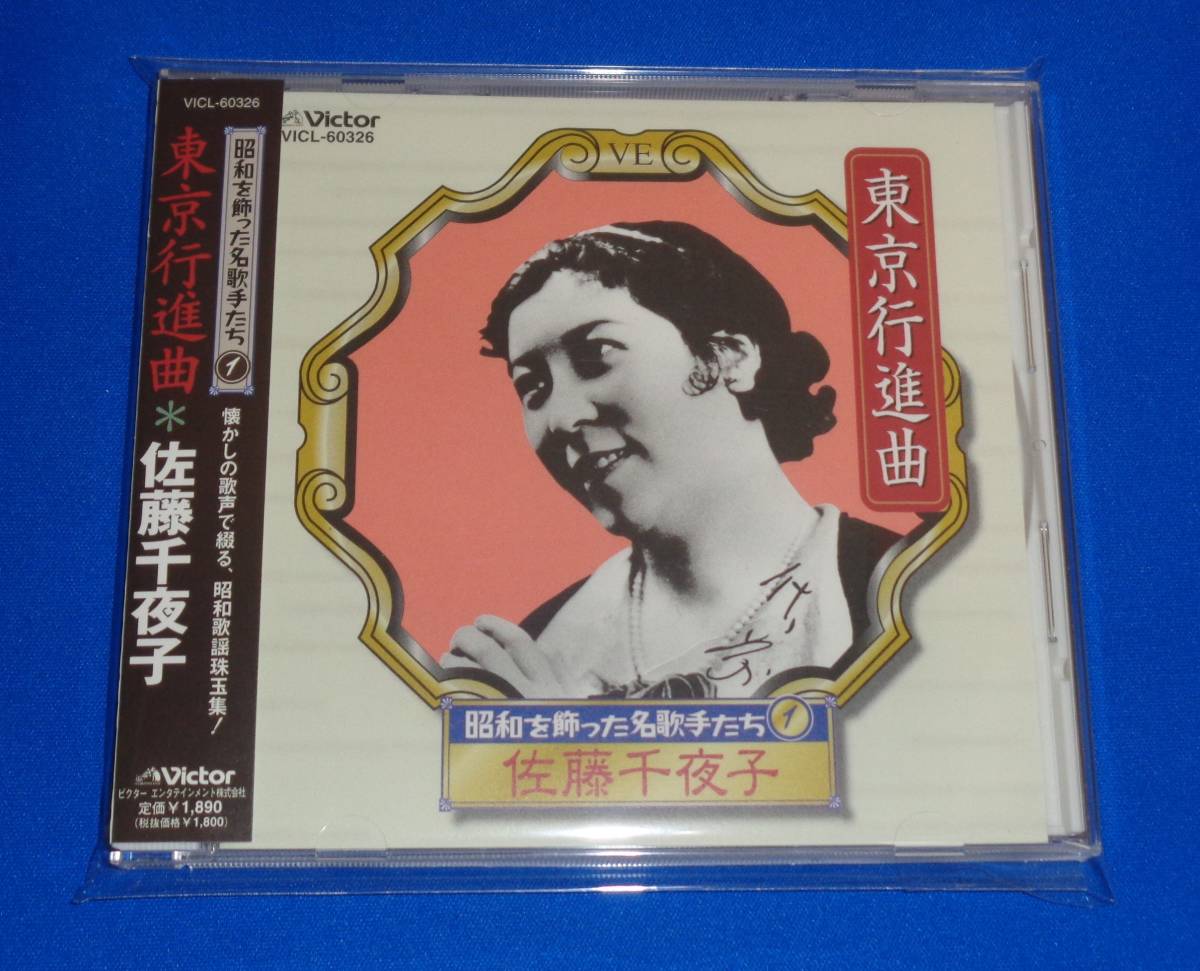 VICL-60326
昭和を飾った名歌手たち 1
東京行進曲*佐藤千夜子
懐かしの歌声で綴る、昭和歌謡珠玉集!
Victor
ビクター エンタテインメント株式会社
定価¥1,890
(税抜価格¥1,800)
Victor
VICL-60326
VE
東京行進曲
昭和を飾った名歌手たち 1
佐藤千夜子